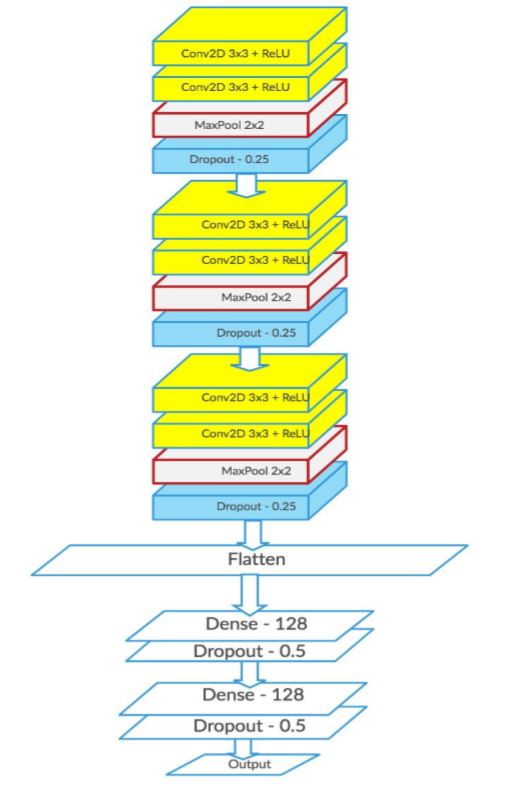 Conv2D 3x3 + ReLU
Conv2D 3x3 + ReLU
MaxPool 2x2
Dropout - 0.25
Conv2D 3x3 + ReLU
Conv2D 3x3 + ReLU
MaxPool 2x2
Dropout - 0.25
Conv2D 3x3 + ReLU
Conv2D 3x3 + ReLU
MaxPool 2x2
Dropout - 0.25
Flatten
Dense - 128
Dropout - 0.5
Dense - 128
Dropout - 0.5
Output